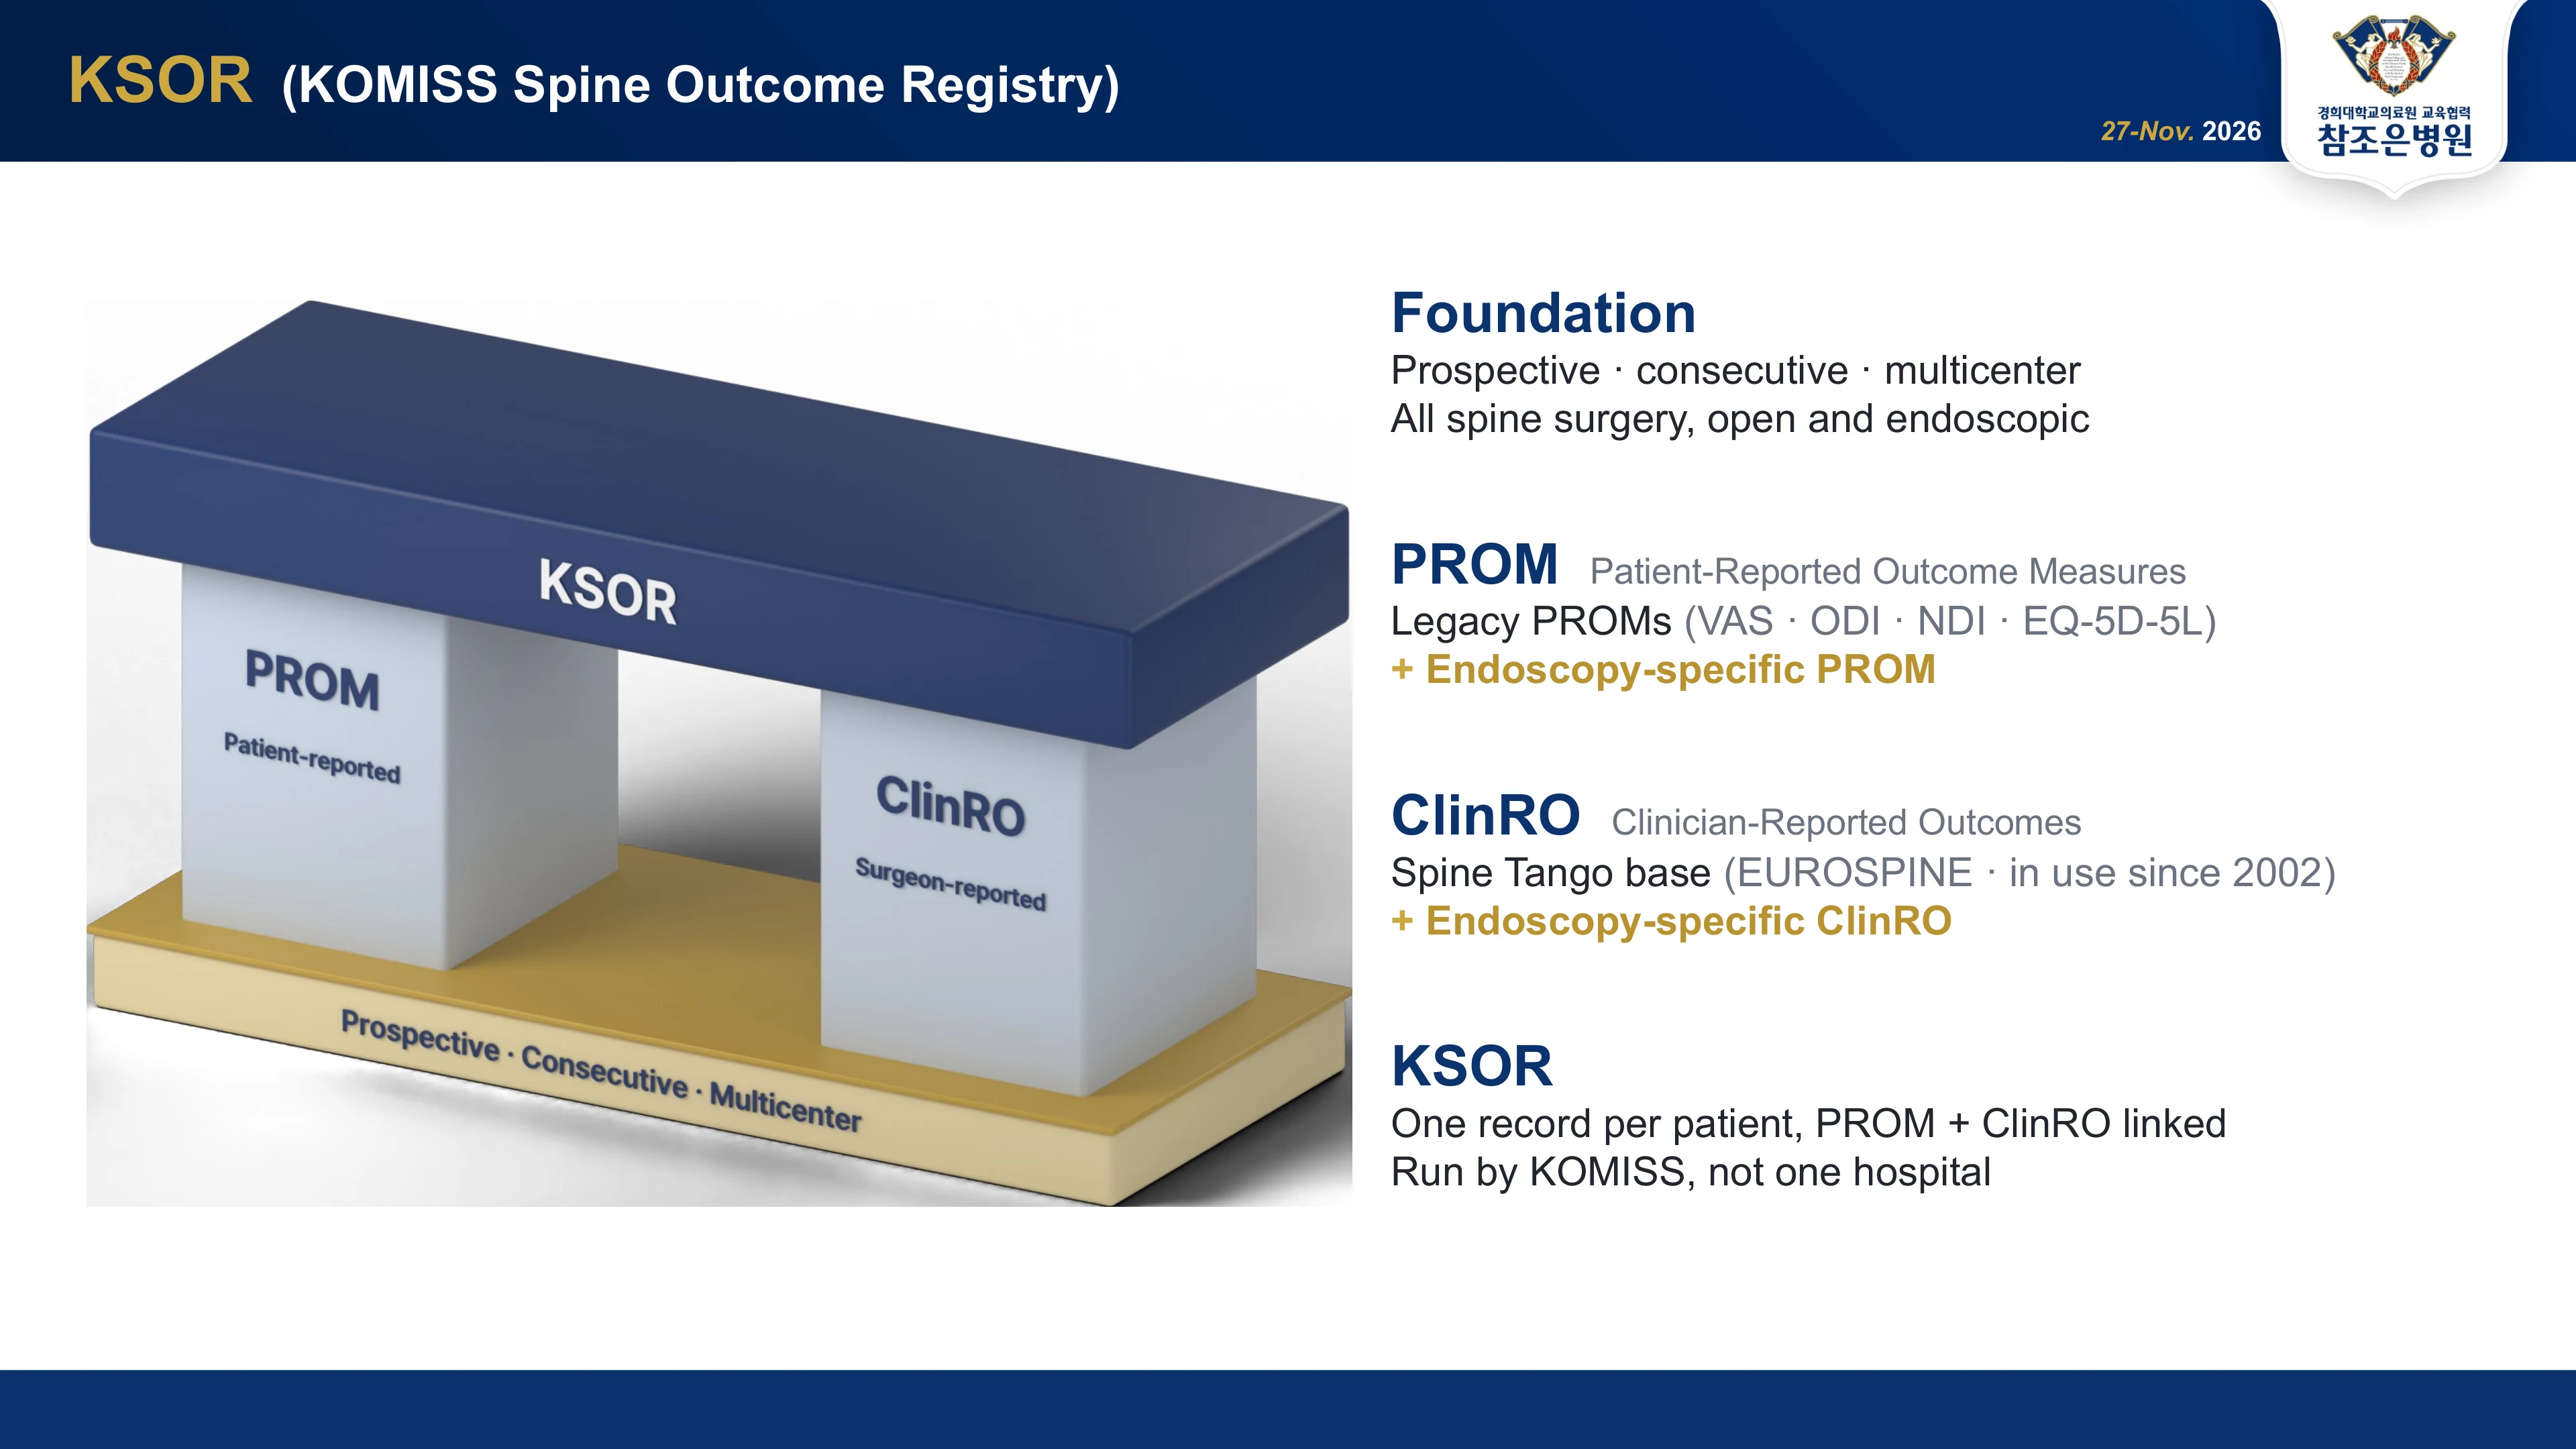 KSOR (KOMISS Spine Outcome Registry)
27-Nov. 2026
경희대학교의료원 교육협력
참조은병원
KSOR
PROM
Patient-reported
ClinRO
Surgeon-reported
Prospective · Consecutive · Multicenter
Foundation
Prospective · consecutive · multicenter
All spine surgery, open and endoscopic
PROM Patient-Reported Outcome Measures
Legacy PROMs (VAS · ODI · NDI · EQ-5D-5L)
+ Endoscopy-specific PROM
ClinRO Clinician-Reported Outcomes
Spine Tango base (EUROSPINE · in use since 2002)
+ Endoscopy-specific ClinRO
KSOR
One record per patient, PROM + ClinRO linked
Run by KOMISS, not one hospital